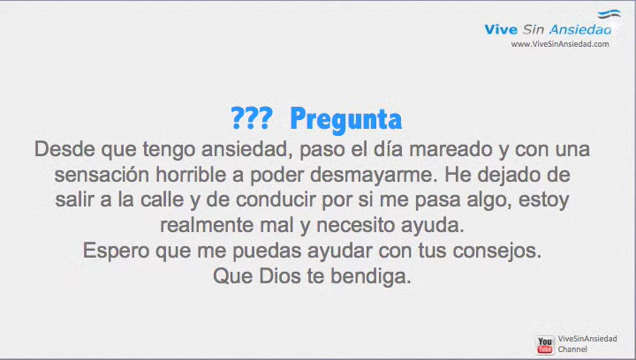 Vive Sin Ansiedad
www.ViveSinAnsiedad.com
??? Pregunta
Desde que tengo ansiedad, paso el día mareado y con una
sensación horrible a poder desmayarme. He dejado de
salir a la calle y de conducir por si me pasa algo, estoy
realmente mal y necesito ayuda.
Espero que me puedas ayudar con tus consejos.
Que Dios te bendiga.
You Tube
ViveSinAnsiedad
Channel